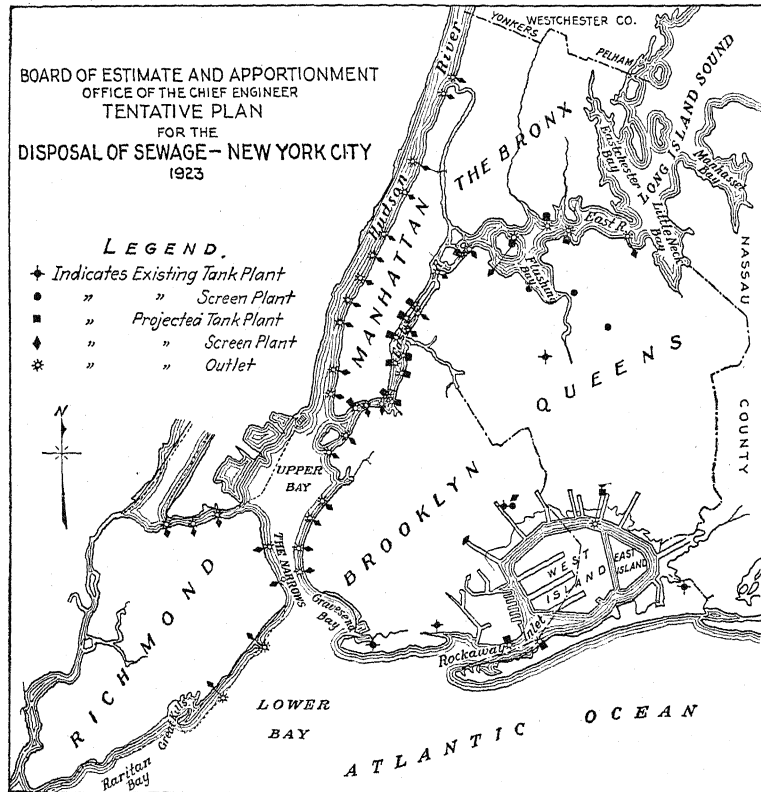 BOARD OF ESTIMATE AND APPORTIONMENT
OFFICE OF THE CHIEF ENGINEER
TENTATIVE PLAN
FOR THE
DISPOSAL OF SEWAGE — NEW YORK CITY
1923
LEGEND.
Indicates Existing Tank Plant
" " Screen Plant
" Projected Tank Plant
" " Screen Plant
" " Outlet
N
YONKERS
WESTCHESTER CO.
PELHAM
Hudson River
THE BRONX
LONG ISLAND SOUND
Eastchester Bay
Manhasset Bay
Little Neck Bay
East R.
Flushing Bay
MANHATTAN
NASSAU COUNTY
QUEENS
UPPER BAY
BROOKLYN
THE NARROWS
WEST ISLAND
EAST ISLAND
Gravesend Bay
Rockaway Inlet
RICHMOND
Great Kills
LOWER BAY
Raritan Bay
ATLANTIC OCEAN